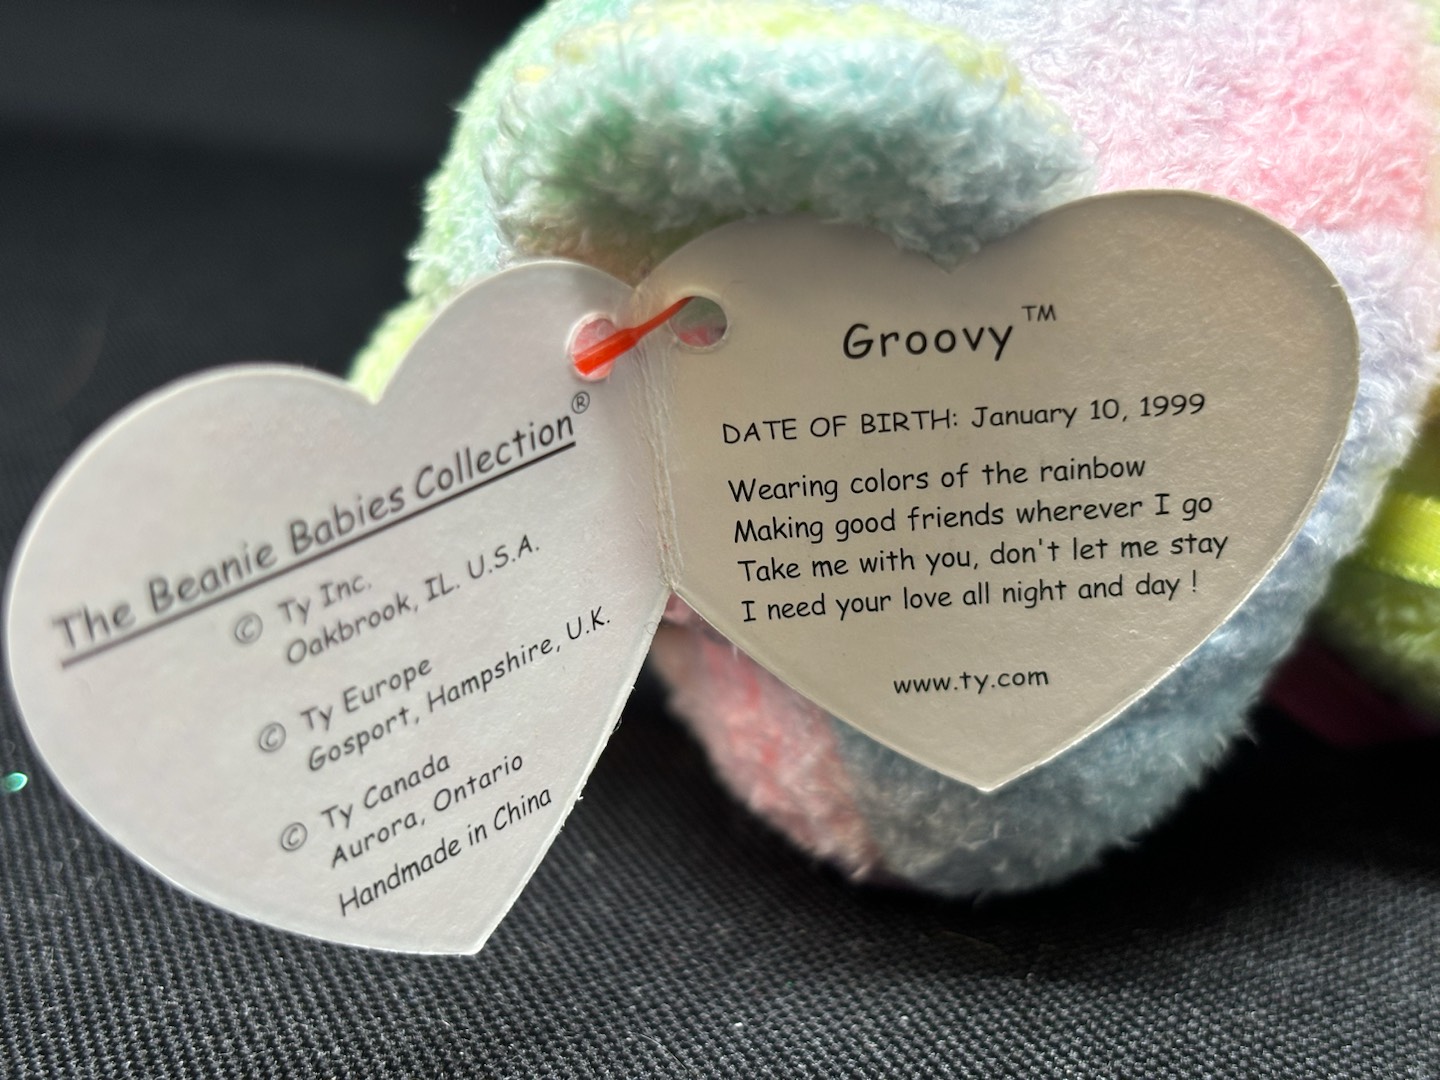 The Beanie Babies Collection®
© Ty Inc.
Oakbrook, IL. U.S.A.
© Ty Europe
Gosport, Hampshire, U.K.
© Ty Canada
Aurora, Ontario
Handmade in China
Groovy™
DATE OF BIRTH: January 10, 1999
Wearing colors of the rainbow
Making good friends wherever I go
Take me with you, don't let me stay
I need your love all night and day !
www.ty.com